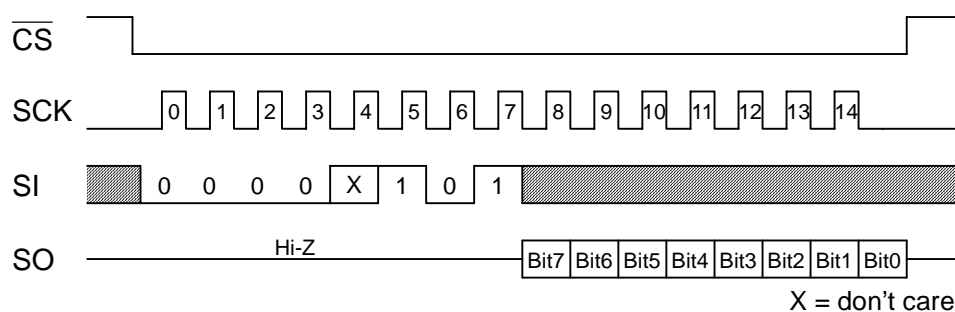 C̅S̅
SCK 0 1 2 3 4 5 6 7 8 9 10 11 12 13 14
SI 0 0 0 0 X 1 0 1
SO Hi-Z Bit7 Bit6 Bit5 Bit4 Bit3 Bit2 Bit1 Bit0
X = don't care